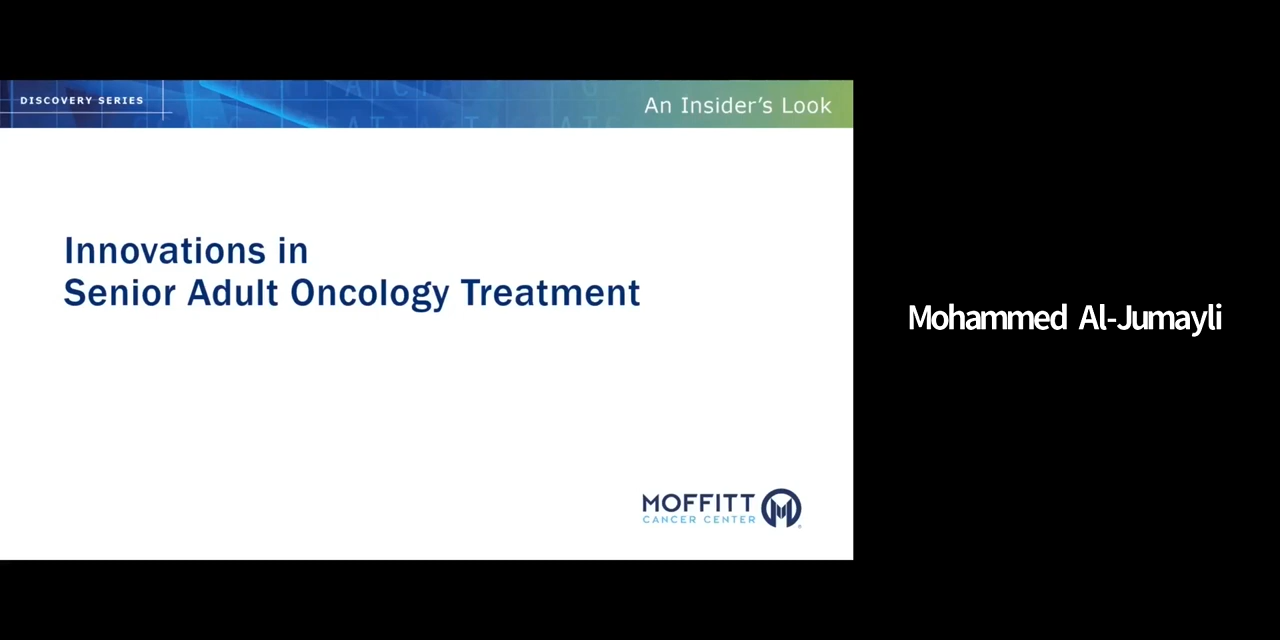 DISCOVERY SERIES
An Insider's Look
Innovations in
Senior Adult Oncology Treatment
Mohammed Al-Jumayli
MOFFITT
CANCER CENTER